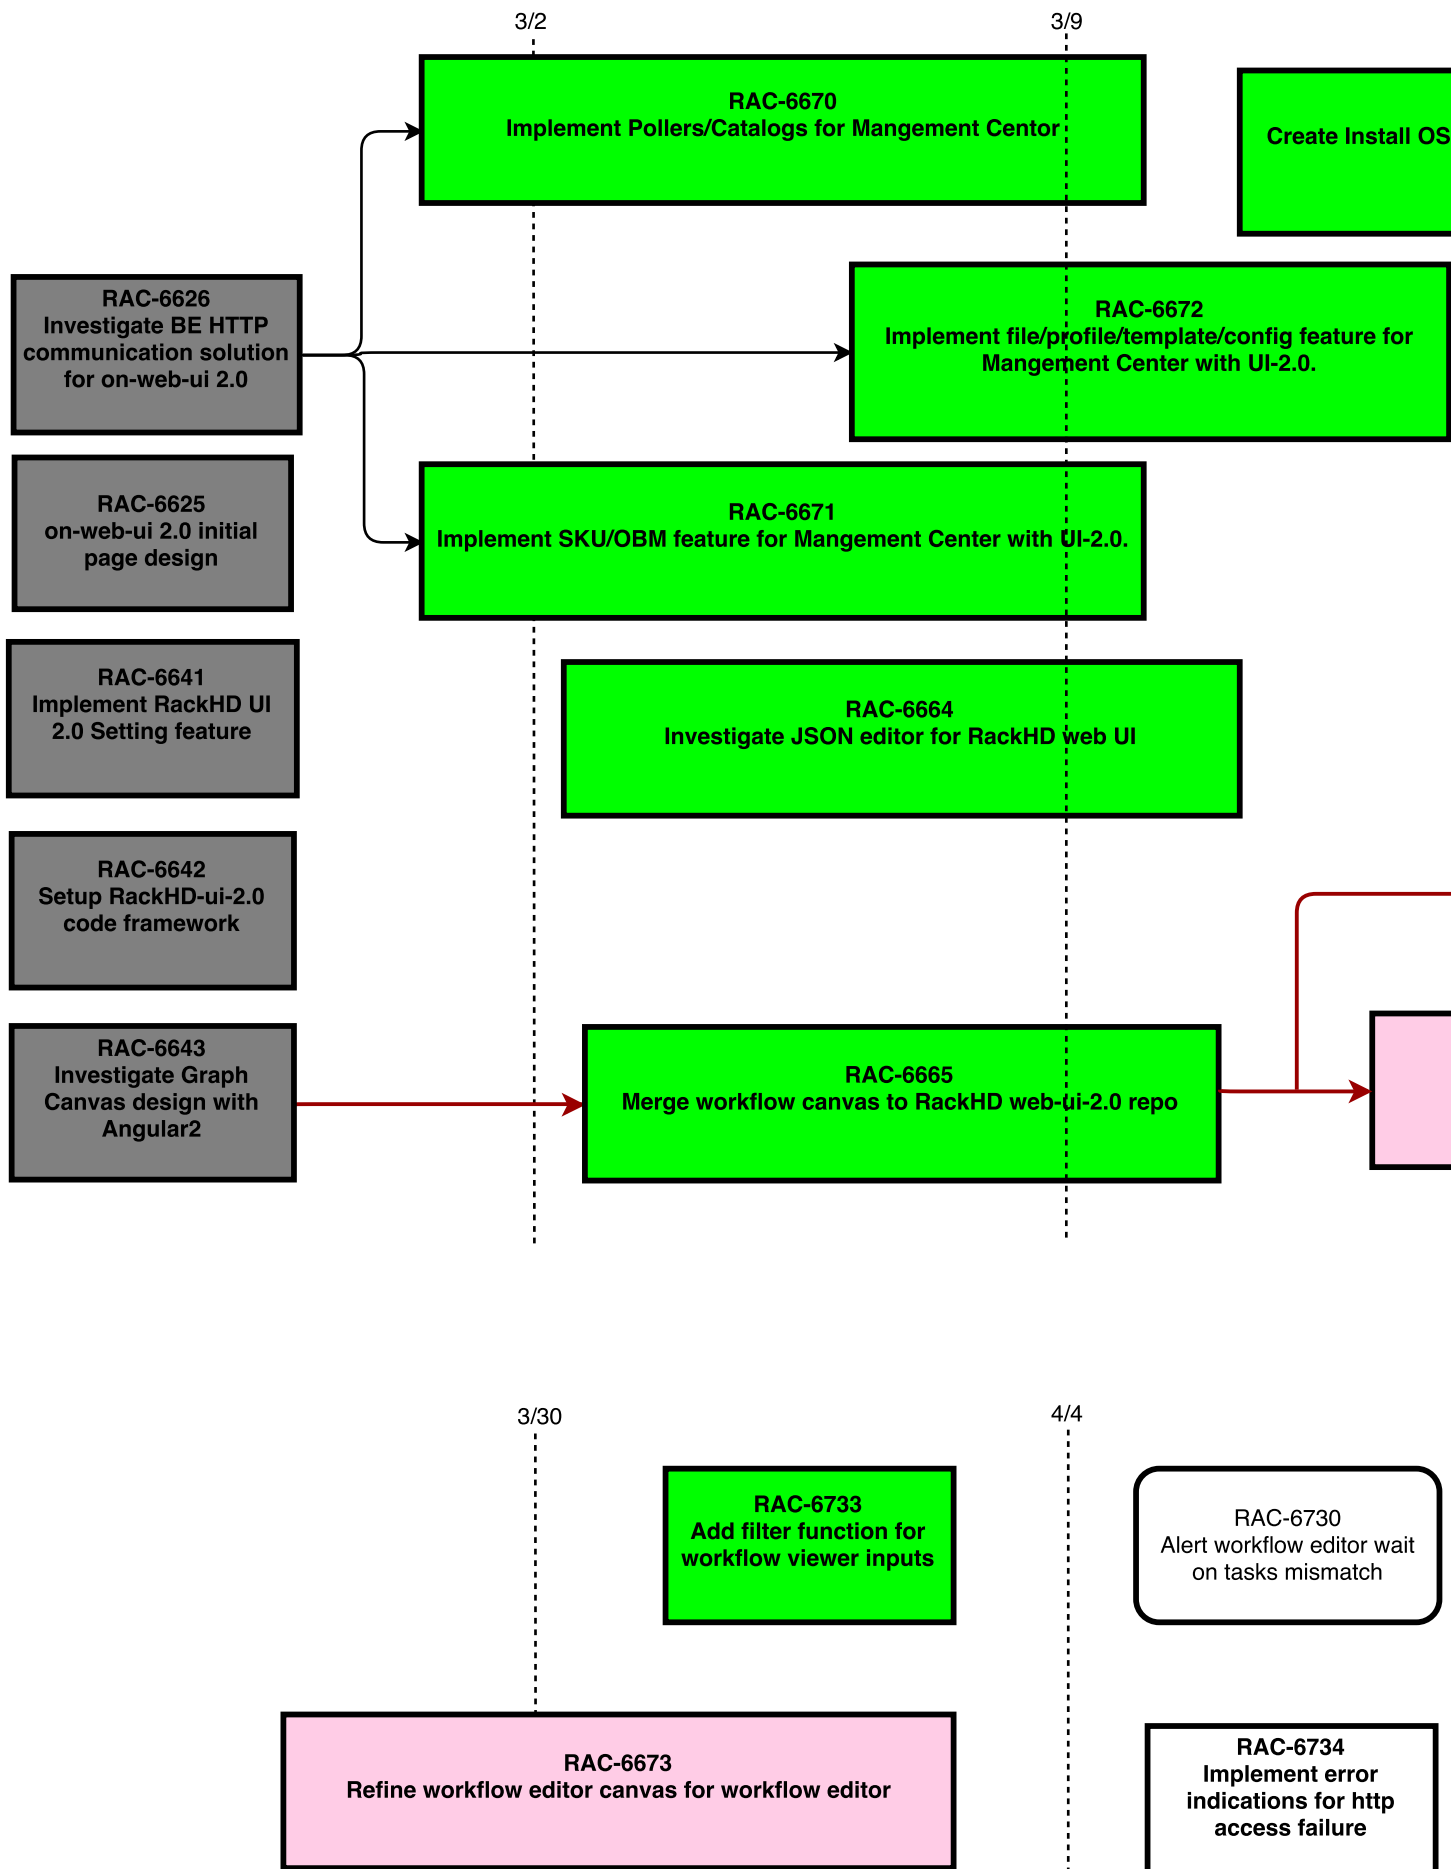 3/2
3/9
RAC-6670
Implement Pollers/Catalogs for Mangement Centor
Create Install OS
RAC-6626
Investigate BE HTTP
communication solution
for on-web-ui 2.0
RAC-6672
Implement file/profile/template/config feature for
Mangement Center with UI-2.0.
RAC-6625
on-web-ui 2.0 initial
page design
RAC-6671
Implement SKU/OBM feature for Mangement Center with UI-2.0.
RAC-6641
Implement RackHD UI
2.0 Setting feature
RAC-6664
Investigate JSON editor for RackHD web UI
RAC-6642
Setup RackHD-ui-2.0
code framework
RAC-6643
Investigate Graph
Canvas design with
Angular2
RAC-6665
Merge workflow canvas to RackHD web-ui-2.0 repo
3/30
4/4
RAC-6733
Add filter function for
workflow viewer inputs
RAC-6730
Alert workflow editor wait
on tasks mismatch
RAC-6673
Refine workflow editor canvas for workflow editor
RAC-6734
Implement error
indications for http
access failure